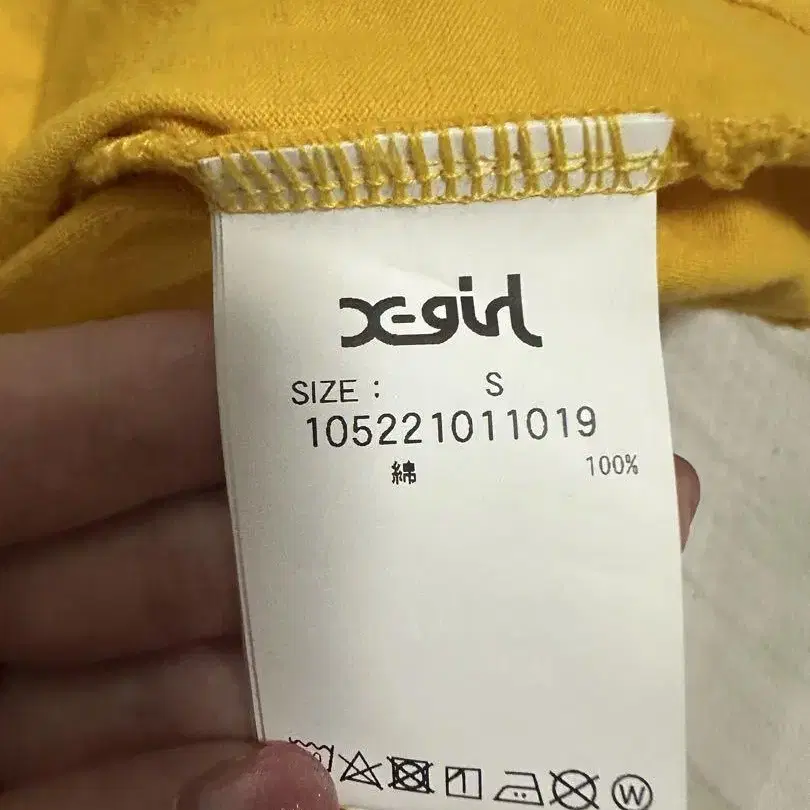 X-girl
SIZE : S
105221011019
綿 100%
W